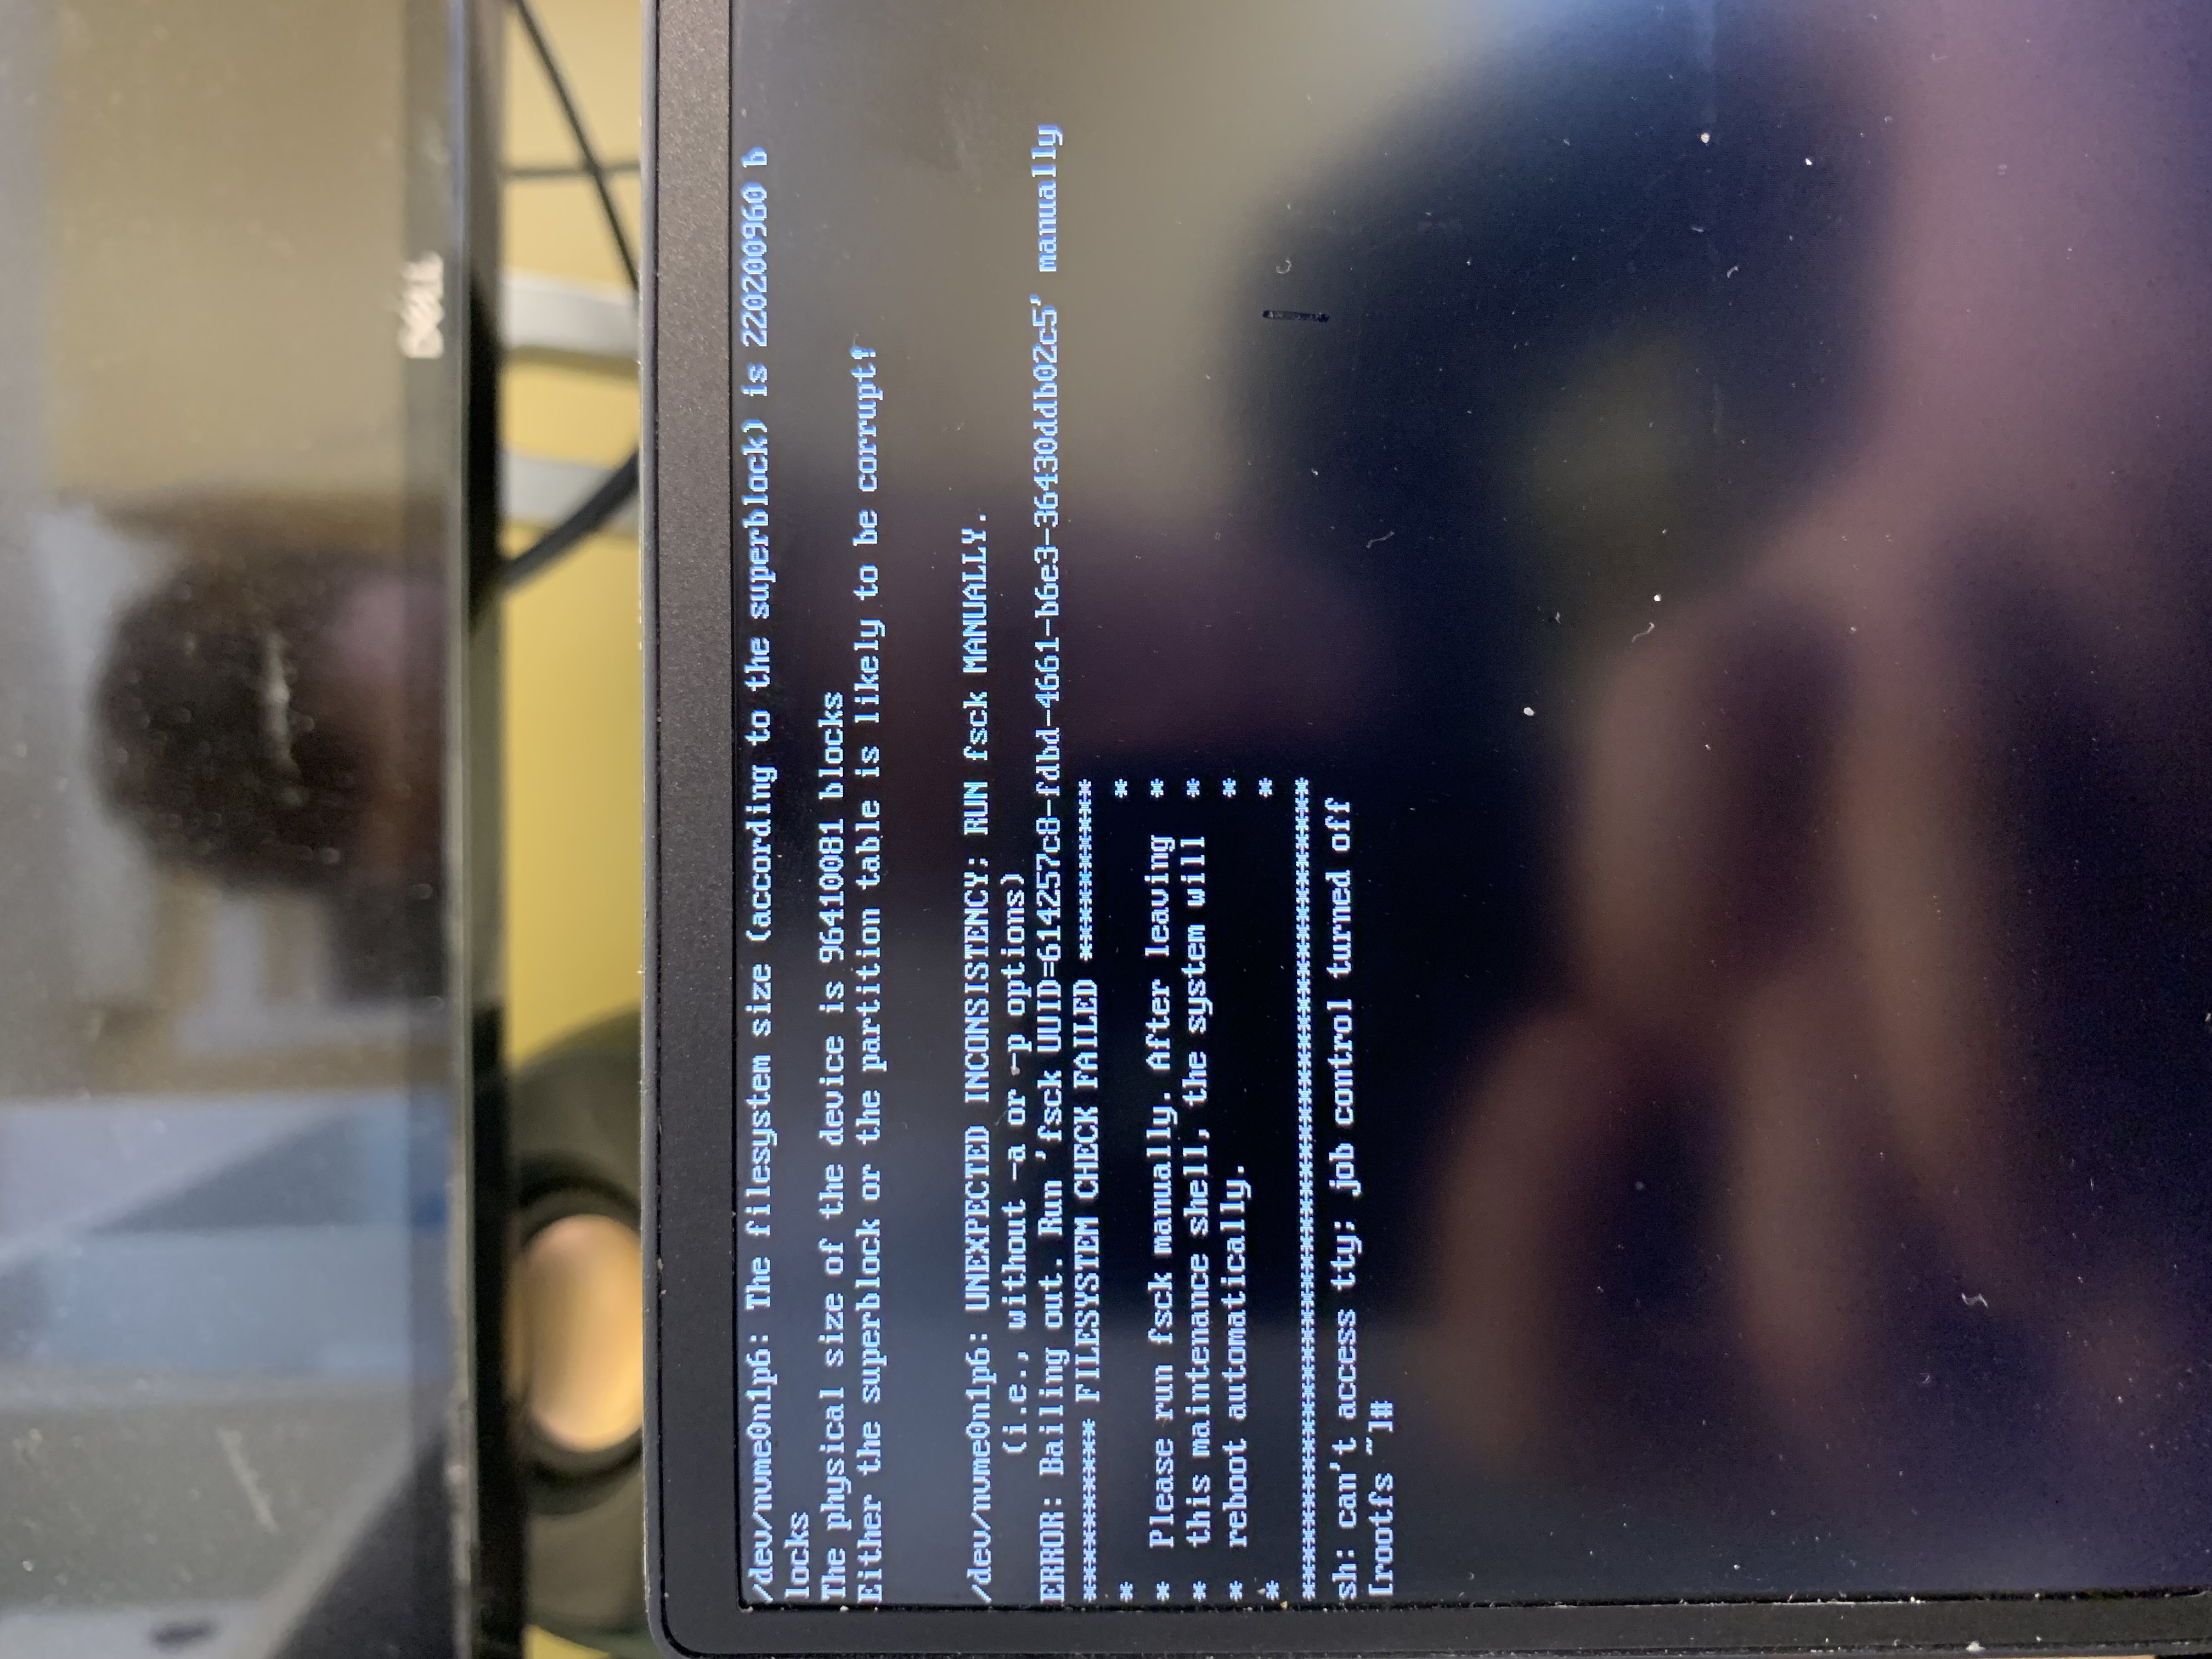 DELL
/dev/nvme0n1p6: The filesystem size (according to the superblock) is 220200960 b
locks
The physical size of the device is 96410081 blocks
Either the superblock or the partition table is likely to be corrupt!
/dev/nvme0n1p6: UNEXPECTED INCONSISTENCY; RUN fsck MANUALLY.
(i.e., without -a or -p options)
ERROR: Bailing out. Run 'fsck UUID=614257c8-fdbd-4661-b6e3-36430ddb02c5' manually
********** FILESYSTEM CHECK FAILED **********
* *
* Please run fsck manually. After leaving *
* this maintenance shell, the system will *
* reboot automatically. *
* *
*********************************************
sh: can't access tty; job control turned off
[rootfs ~]#